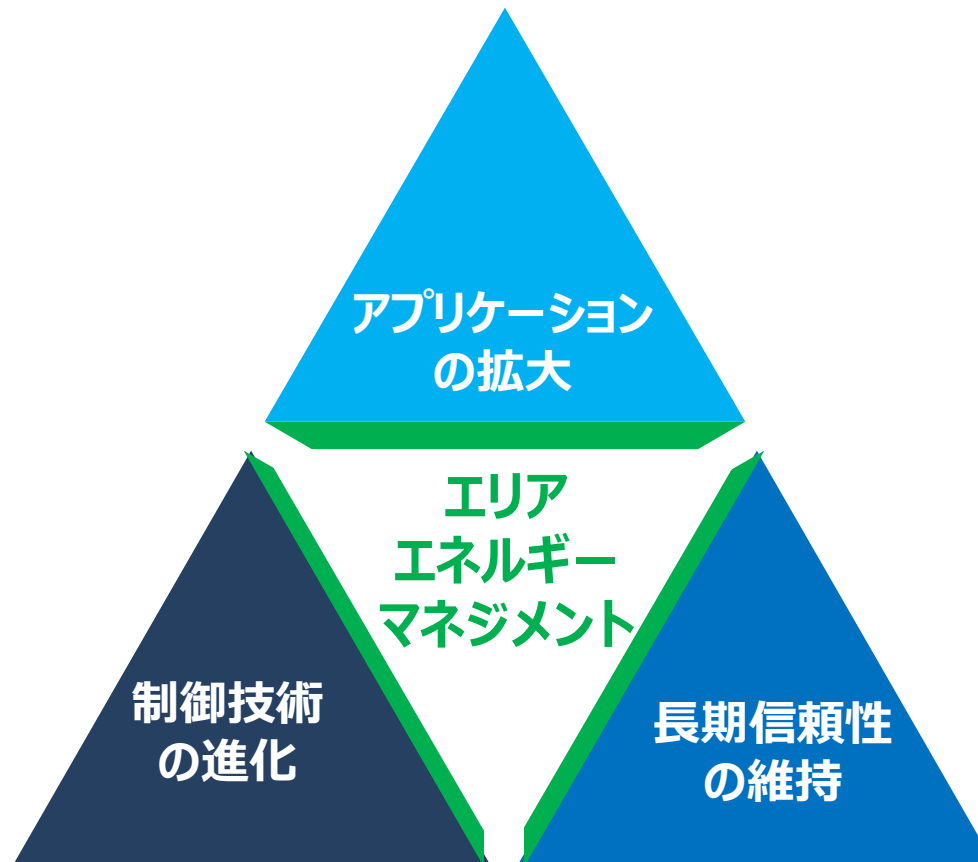 アプリケーション
の拡大
エリア
エネルギー
マネジメント
制御技術
の進化
長期信頼性
の維持